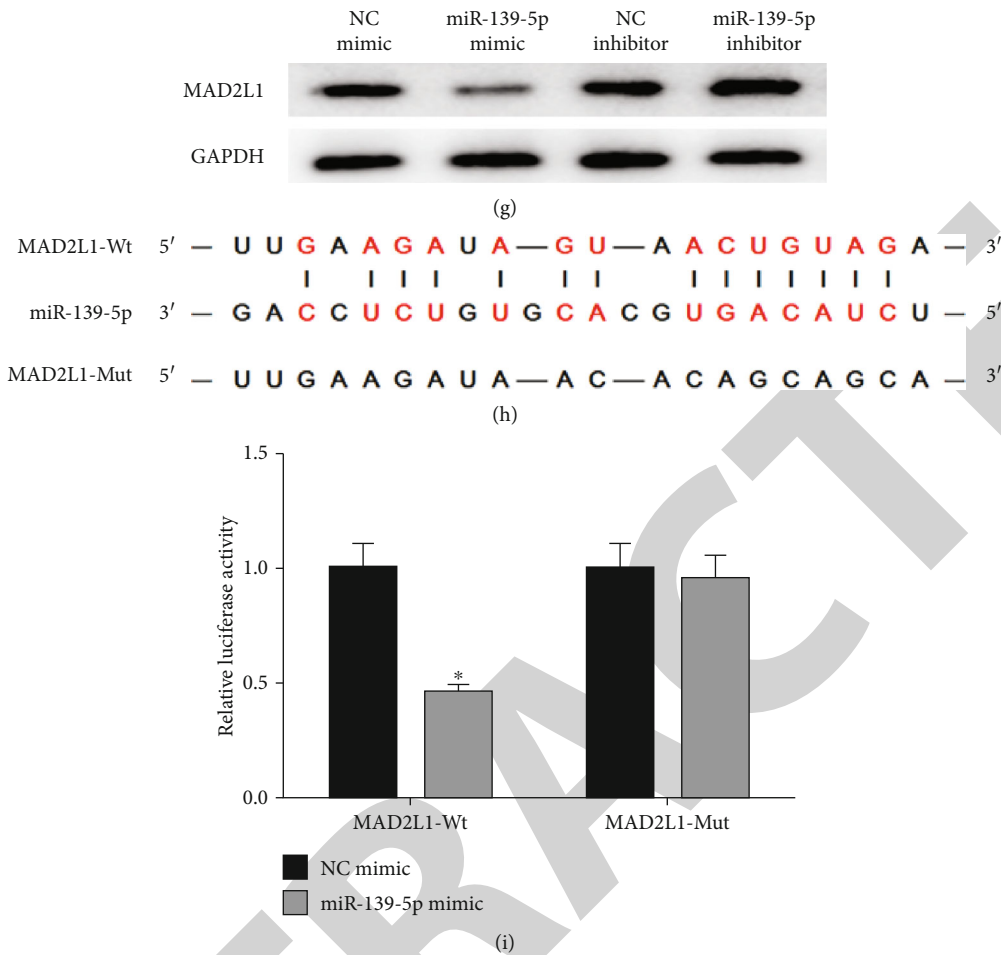 NC mimic miR-139-5p mimic NC inhibitor miR-139-5p inhibitor
MAD2L1
GAPDH
(g)
MAD2L1-Wt 5′ — U U G A A G A U A — G U — A A C U G U A G A — 3′
miR-139-5p 3′ — G A C C U C U G U G C A C G U G A C A U C U — 5′
MAD2L1-Mut 5′ — U U G A A G A U A — A C — A C A G C A G C A — 3′
(h)
Relative luciferase activity
1.5
1.0
0.5
0.0
*
MAD2L1-Wt MAD2L1-Mut
NC mimic
miR-139-5p mimic
(i)